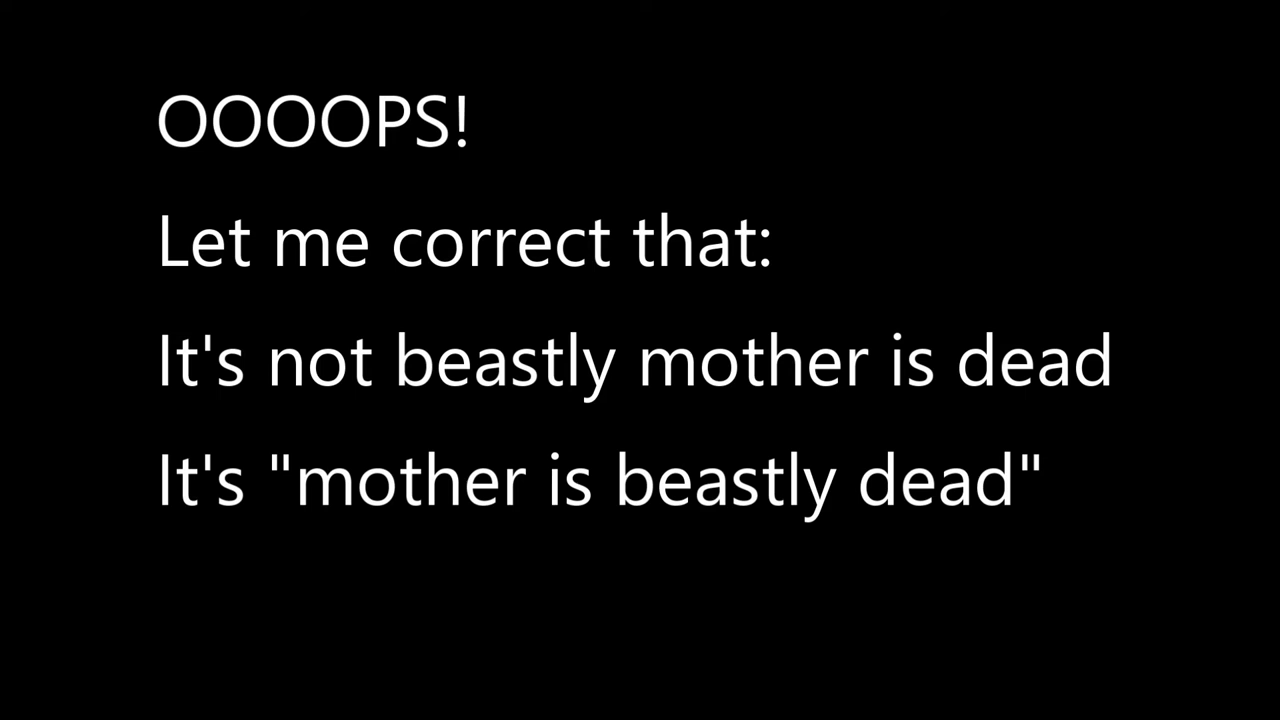 OOOOPS!
Let me correct that:
It's not beastly mother is dead
It's "mother is beastly dead"